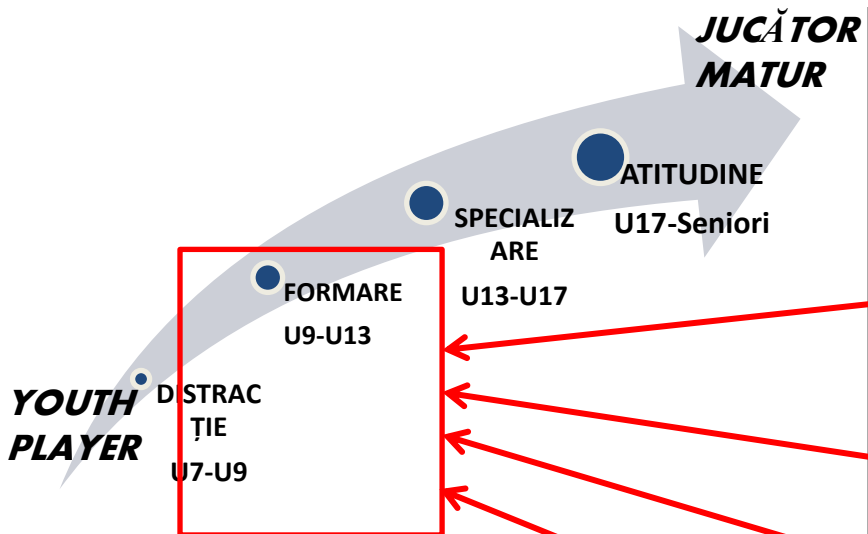 JUCĂTOR
MATUR
ATITUDINE
U17-Seniori
SPECIALIZ
ARE
U13-U17
FORMARE
U9-U13
YOUTH
PLAYER
DISTRAC
ȚIE
U7-U9